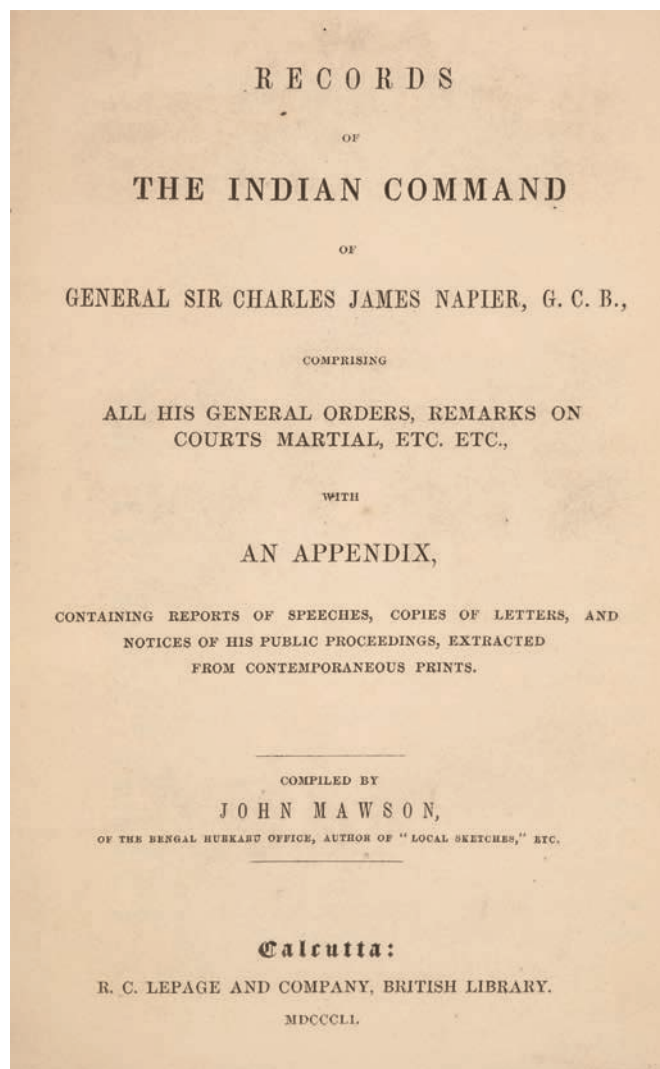 RECORDS
OF
THE INDIAN COMMAND
OF
GENERAL SIR CHARLES JAMES NAPIER, G. C. B.,
COMPRISING
ALL HIS GENERAL ORDERS, REMARKS ON
COURTS MARTIAL, ETC. ETC.,
WITH
AN APPENDIX,
CONTAINING REPORTS OF SPEECHES, COPIES OF LETTERS, AND
NOTICES OF HIS PUBLIC PROCEEDINGS, EXTRACTED
FROM CONTEMPORANEOUS PRINTS.
COMPILED BY
JOHN MAWSON,
OF THE BENGAL HURKARU OFFICE, AUTHOR OF "LOCAL SKETCHES," ETC.
Calcutta:
R. C. LEPAGE AND COMPANY, BRITISH LIBRARY.
MDCCCLI.